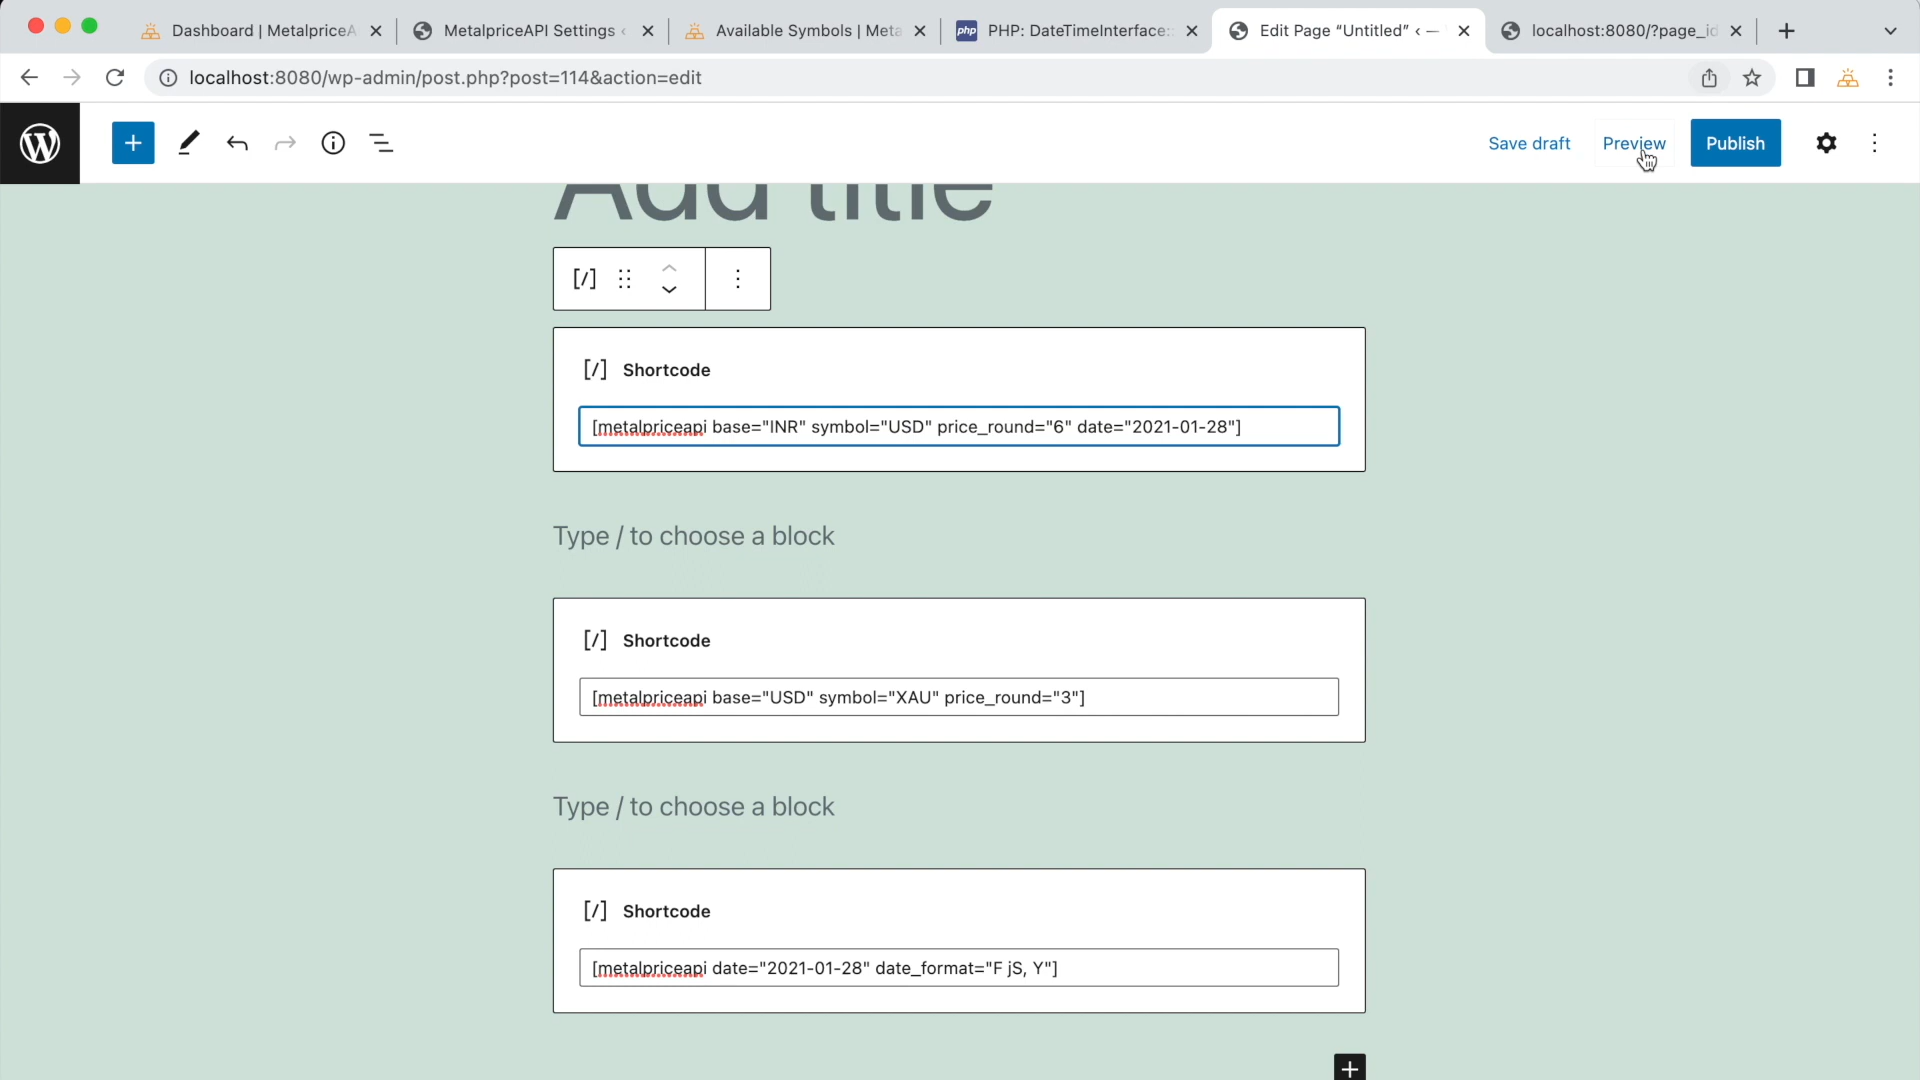 Dashboard | MetalpriceA
MetalpriceAPI Settings ‹
Available Symbols | Meta
php
PHP: DateTimeInterface::
Edit Page “Untitled” ‹ —
localhost:8080/?page_id
localhost:8080/wp-admin/post.php?post=114&action=edit
Save draft
Preview
Publish
Add title
[/]
[/] Shortcode
[metalpriceapi base="INR" symbol="USD" price_round="6" date="2021-01-28"]
Type / to choose a block
[/] Shortcode
[metalpriceapi base="USD" symbol="XAU" price_round="3"]
Type / to choose a block
[/] Shortcode
[metalpriceapi date="2021-01-28" date_format="F jS, Y"]